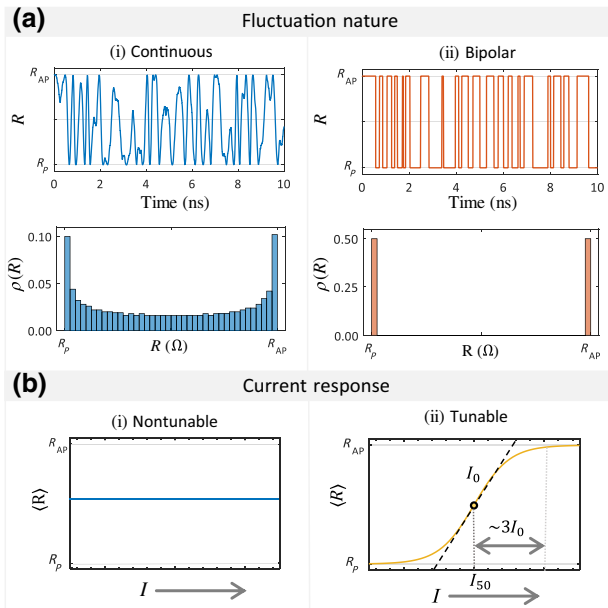 (a) Fluctuation nature
(i) Continuous
R_AP
R
R_P
0 2 4 6 8 10
Time (ns)
(ii) Bipolar
R_AP
R
R_P
0 2 4 6 8 10
Time (ns)
0.10
0.05
0.00
ρ(R)
R_P R (Ω) R_AP
0.50
0.25
0.00
ρ(R)
R_P R (Ω) R_AP
(b) Current response
(i) Nontunable
R_AP
⟨R⟩
R_P
I
(ii) Tunable
R_AP
⟨R⟩
R_P
I_0
~3I_0
I_50
I